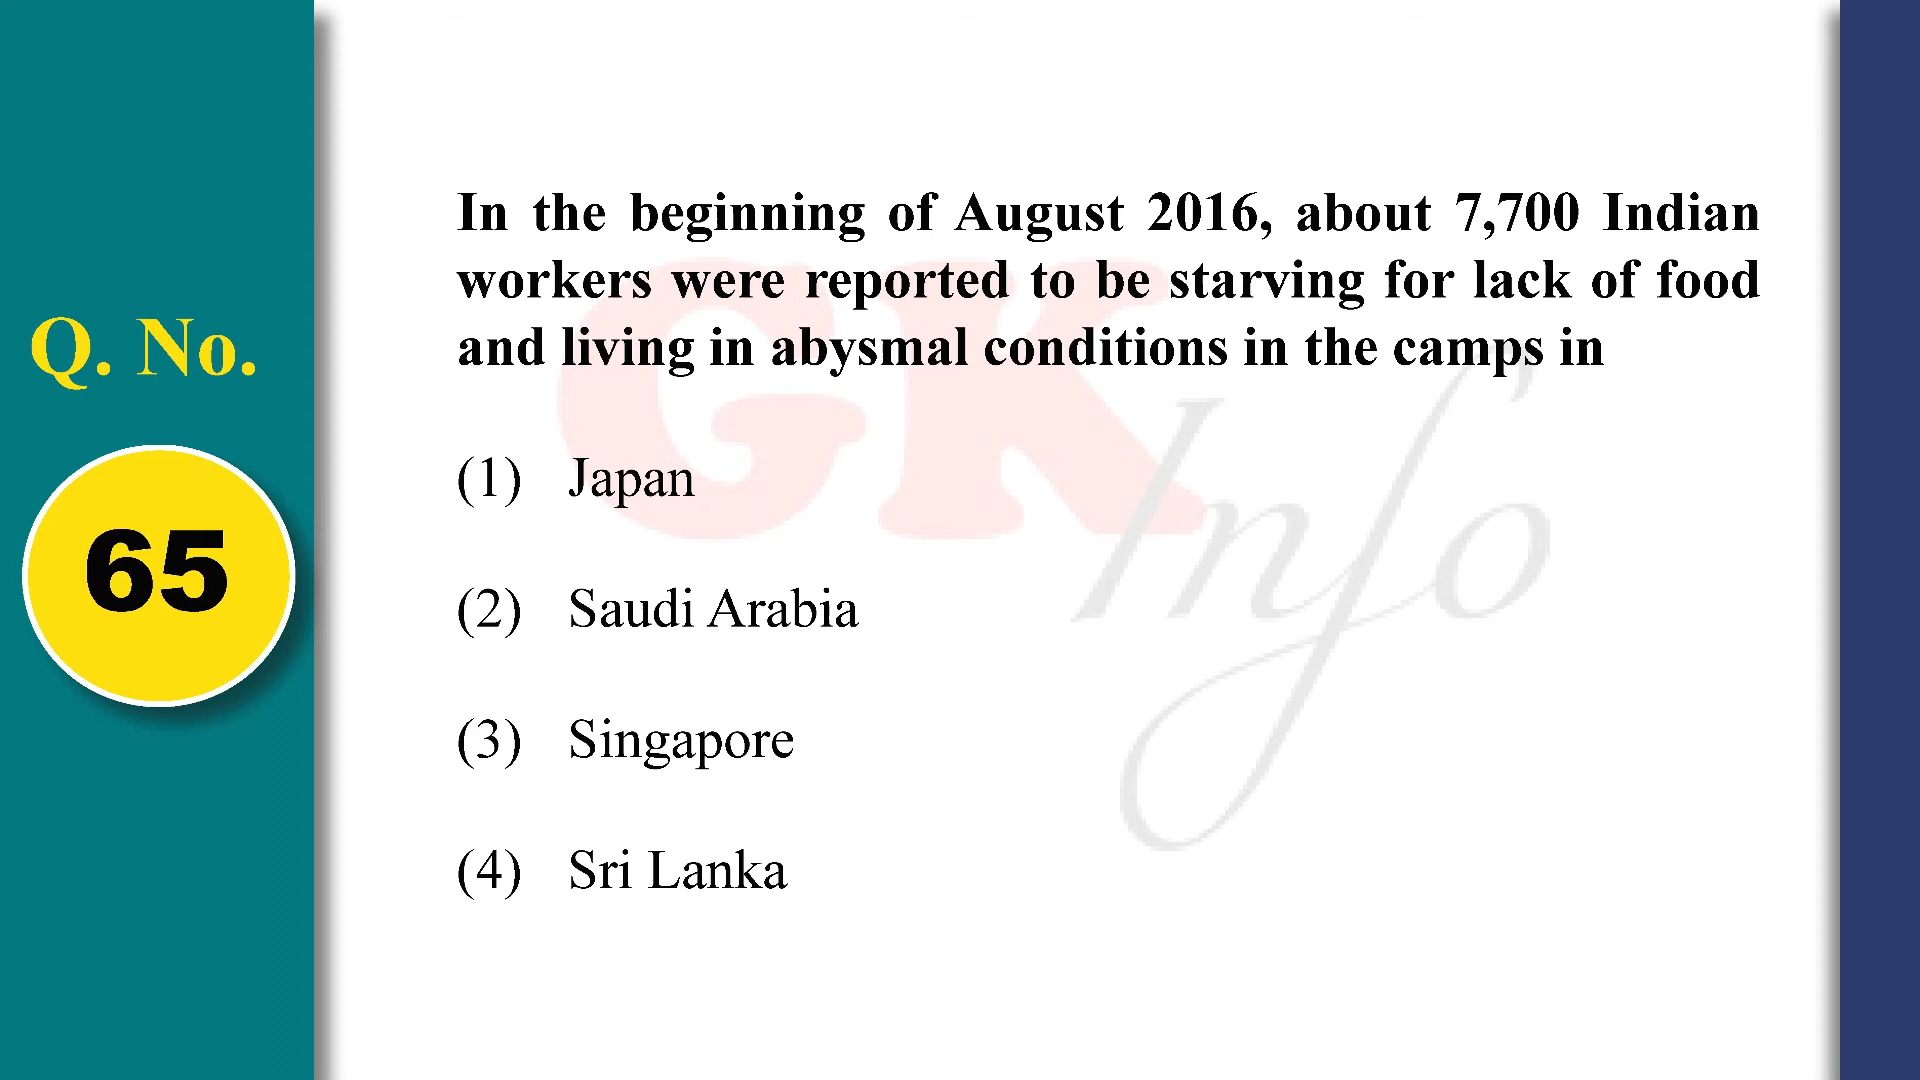 Q. No.
65
In the beginning of August 2016, about 7,700 Indian
workers were reported to be starving for lack of food
and living in abysmal conditions in the camps in
(1) Japan
(2) Saudi Arabia
(3) Singapore
(4) Sri Lanka
GK
Info